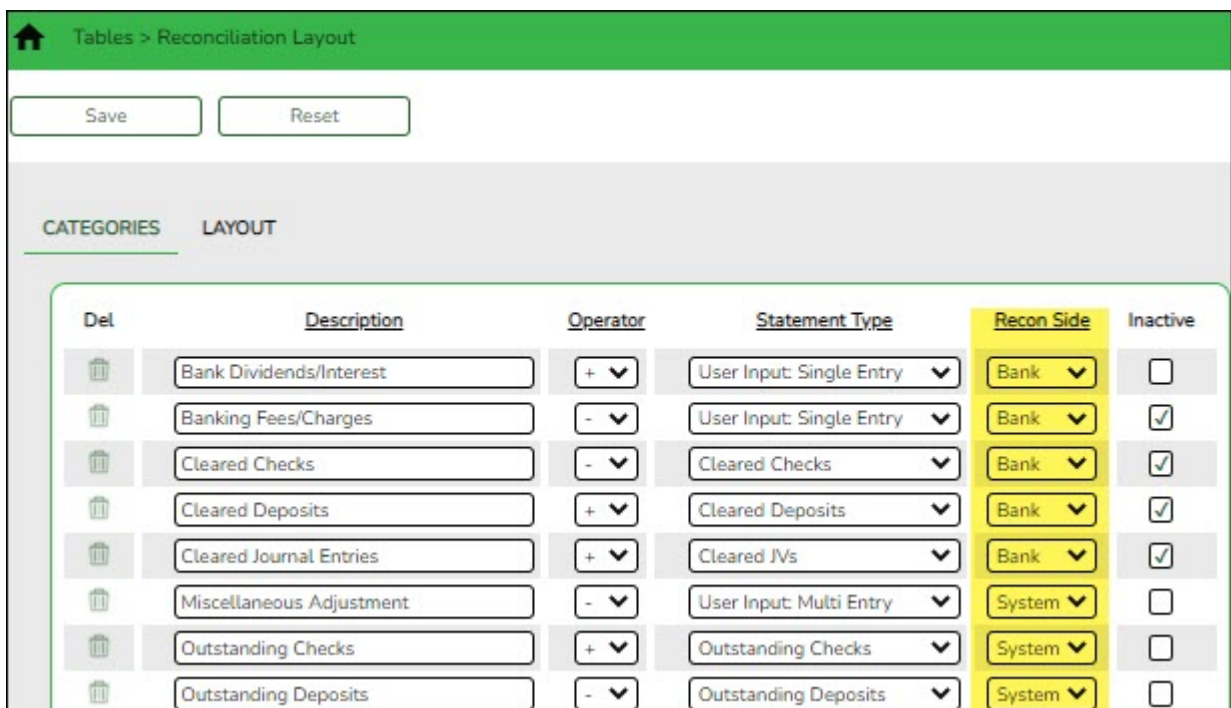 Tables > Reconciliation Layout
Save Reset
CATEGORIES LAYOUT
Del Description Operator Statement Type Recon Side Inactive
Bank Dividends/Interest + User Input: Single Entry Bank
Banking Fees/Charges - User Input: Single Entry Bank
Cleared Checks - Cleared Checks Bank
Cleared Deposits + Cleared Deposits Bank
Cleared Journal Entries + Cleared JVs Bank
Miscellaneous Adjustment - User Input: Multi Entry System
Outstanding Checks + Outstanding Checks System
Outstanding Deposits - Outstanding Deposits System